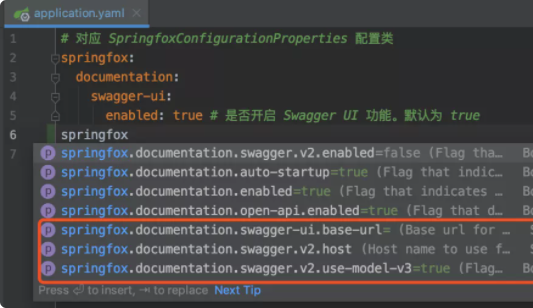 application.yaml
1 # 对应 SpringfoxConfigurationProperties 配置类
2 springfox:
3 documentation:
4 swagger-ui:
5 enabled: true # 是否开启 Swagger UI 功能。默认为 true
6 springfox
7 springfox.documentation.swagger.v2.enabled=false (Flag tha… Bo
springfox.documentation.auto-startup=true (Flag that indic… Bo
springfox.documentation.enabled=true (Flag that indicates … Bo
springfox.documentation.open-api.enabled=true (Flag that d… Bo
springfox.documentation.swagger-ui.base-url= (Base url for … S
springfox.documentation.swagger.v2.host (Host name to use f… S
springfox.documentation.swagger.v2.use-model-v3=true (Flag… Bo
Press ⏎ to insert, ⇥ to replace Next Tip